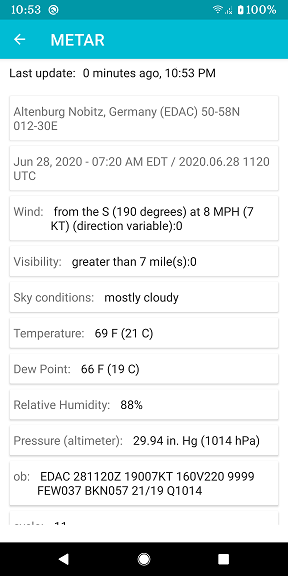 10:53 100%
METAR
Last update: 0 minutes ago, 10:53 PM
Altenburg Nobitz, Germany (EDAC) 50-58N
012-30E
Jun 28, 2020 - 07:20 AM EDT / 2020.06.28 1120
UTC
Wind: from the S (190 degrees) at 8 MPH (7
KT) (direction variable):0
Visibility: greater than 7 mile(s):0
Sky conditions: mostly cloudy
Temperature: 69 F (21 C)
Dew Point: 66 F (19 C)
Relative Humidity: 88%
Pressure (altimeter): 29.94 in. Hg (1014 hPa)
ob: EDAC 281120Z 19007KT 160V220 9999
FEW037 BKN057 21/19 Q1014